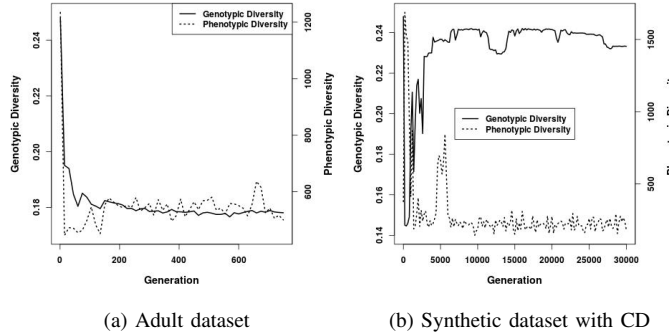 Genotypic Diversity
Phenotypic Diversity
0.24
0.22
0.20
0.18
Genotypic Diversity
1200
1000
800
600
Phenotypic Diversity
0 200 400 600
Generation
(a) Adult dataset
Genotypic Diversity
Phenotypic Diversity
0.24
0.22
0.20
0.18
0.16
0.14
Genotypic Diversity
1500
1000
500
0 5000 10000 15000 20000 25000 30000
Generation
(b) Synthetic dataset with CD